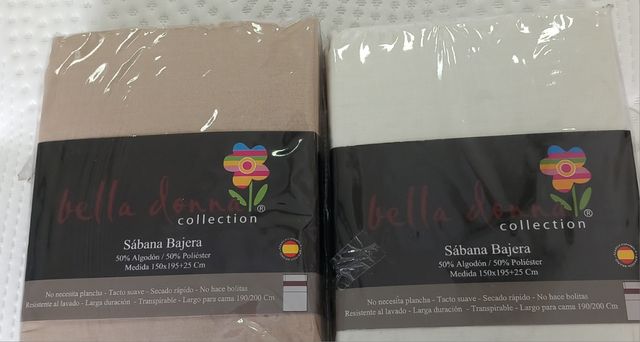 bella donna
®
collection
Sábana Bajera
50% Algodón / 50% Poliéster
Medida 150x195+25 Cm
No necesita plancha - Tacto suave - Secado rápido - No hace bolitas
Resistente al lavado - Larga duración - Transpirable - Largo para cama 190/200 Cm
bella donna
®
collection
Sábana Bajera
50% Algodón / 50% Poliéster
Medida 150x195+25 Cm
No necesita plancha - Tacto suave - Secado rápido - No hace bolitas
Resistente al lavado - Larga duración - Transpirable - Largo para cama 190/200 Cm